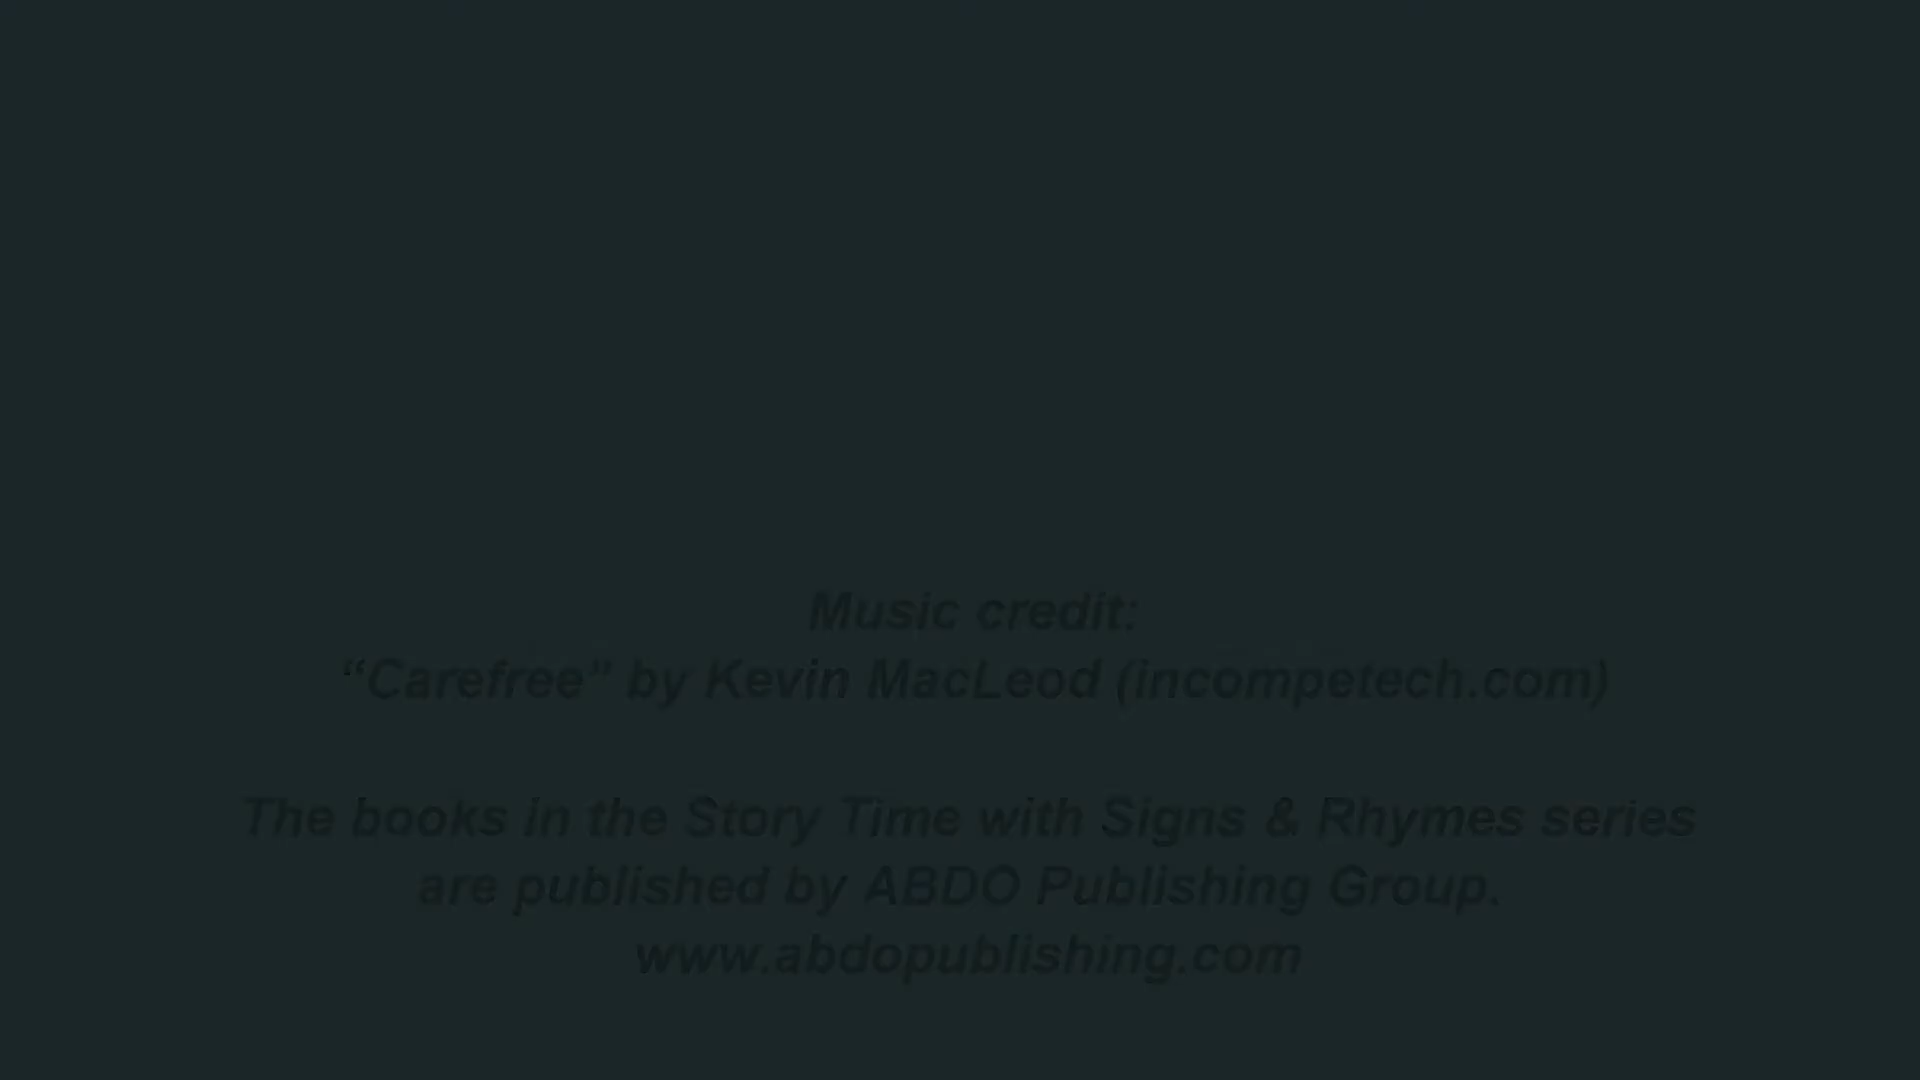 Music credit:
“Carefree” by Kevin MacLeod (incompetech.com)
The books in the Story Time with Signs & Rhymes series
are published by ABDO Publishing Group.
www.abdopublishing.com